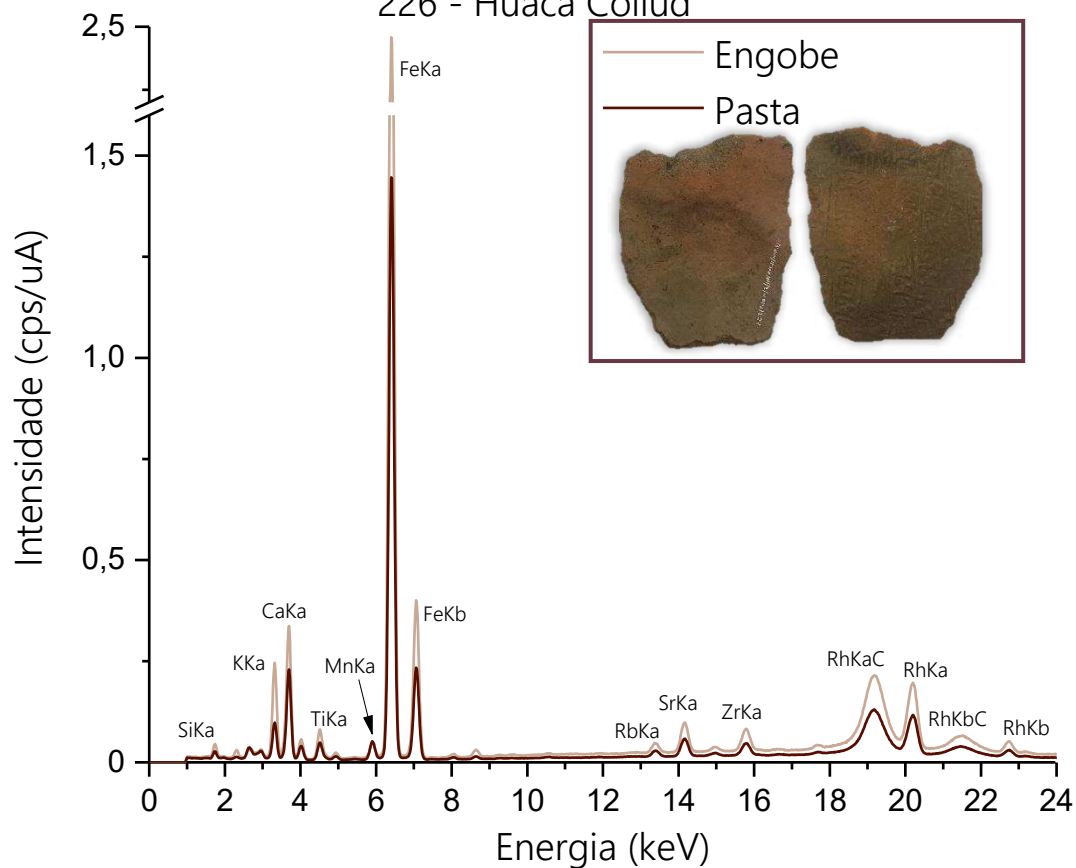 226 - Huaca Collud
Engobe
Pasta
Intensidade (cps/uA)
2,5
1,5
1,0
0,5
0
FeKa
FeKb
CaKa
KKa
MnKa
TiKa
SiKa
RbKa
SrKa
ZrKa
RhKaC
RhKa
RhKbC
RhKb
0 2 4 6 8 10 12 14 16 18 20 22 24
Energia (keV)